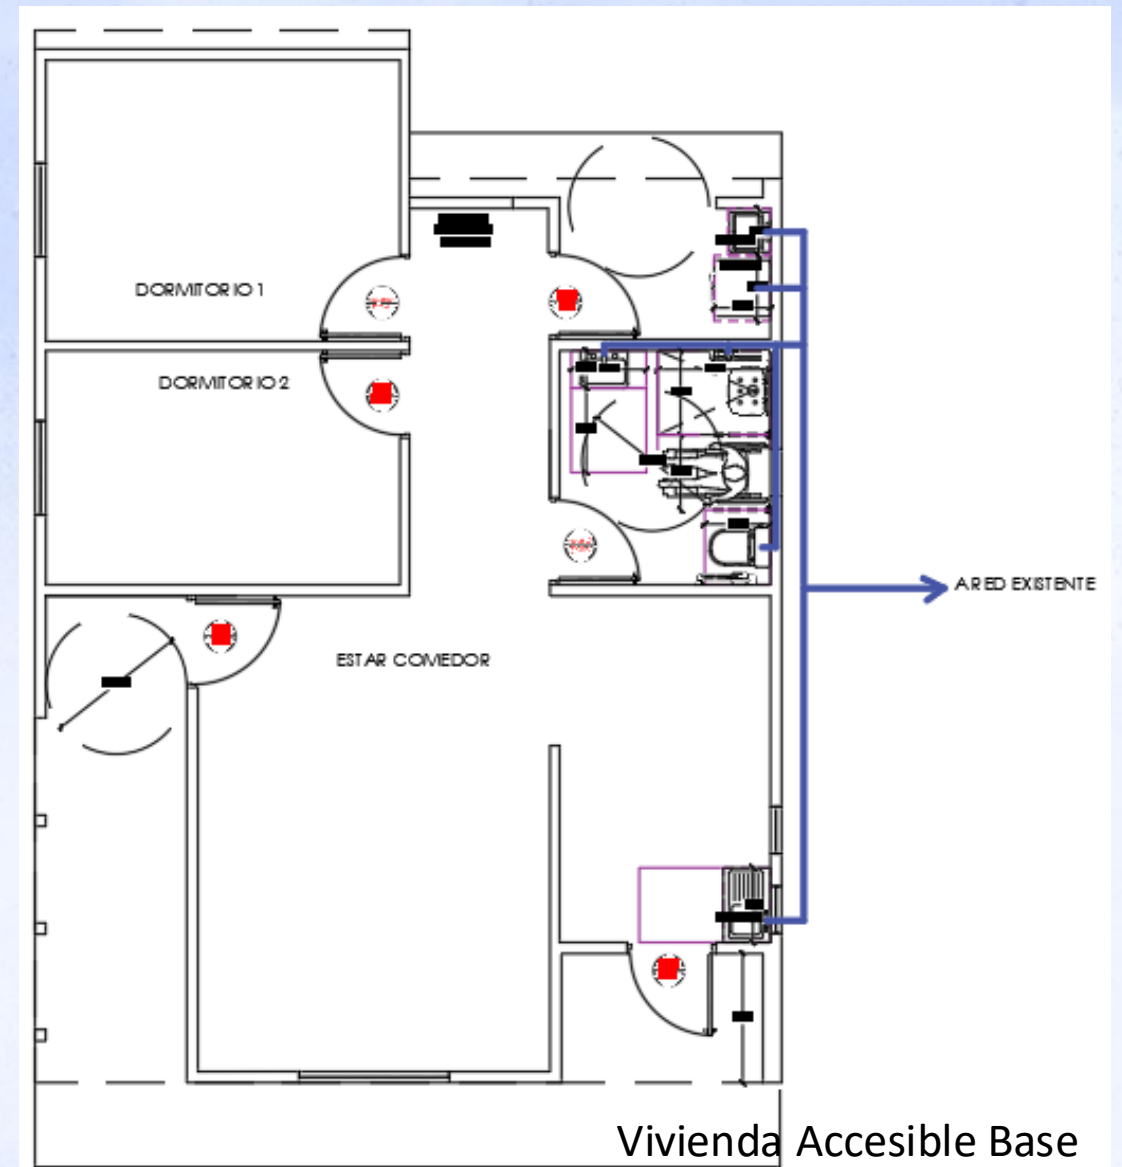 DORMITORIO 1
DORMITORIO 2
A RED EXISTENTE
ESTAR COMEDOR
Vivienda Accesible Base